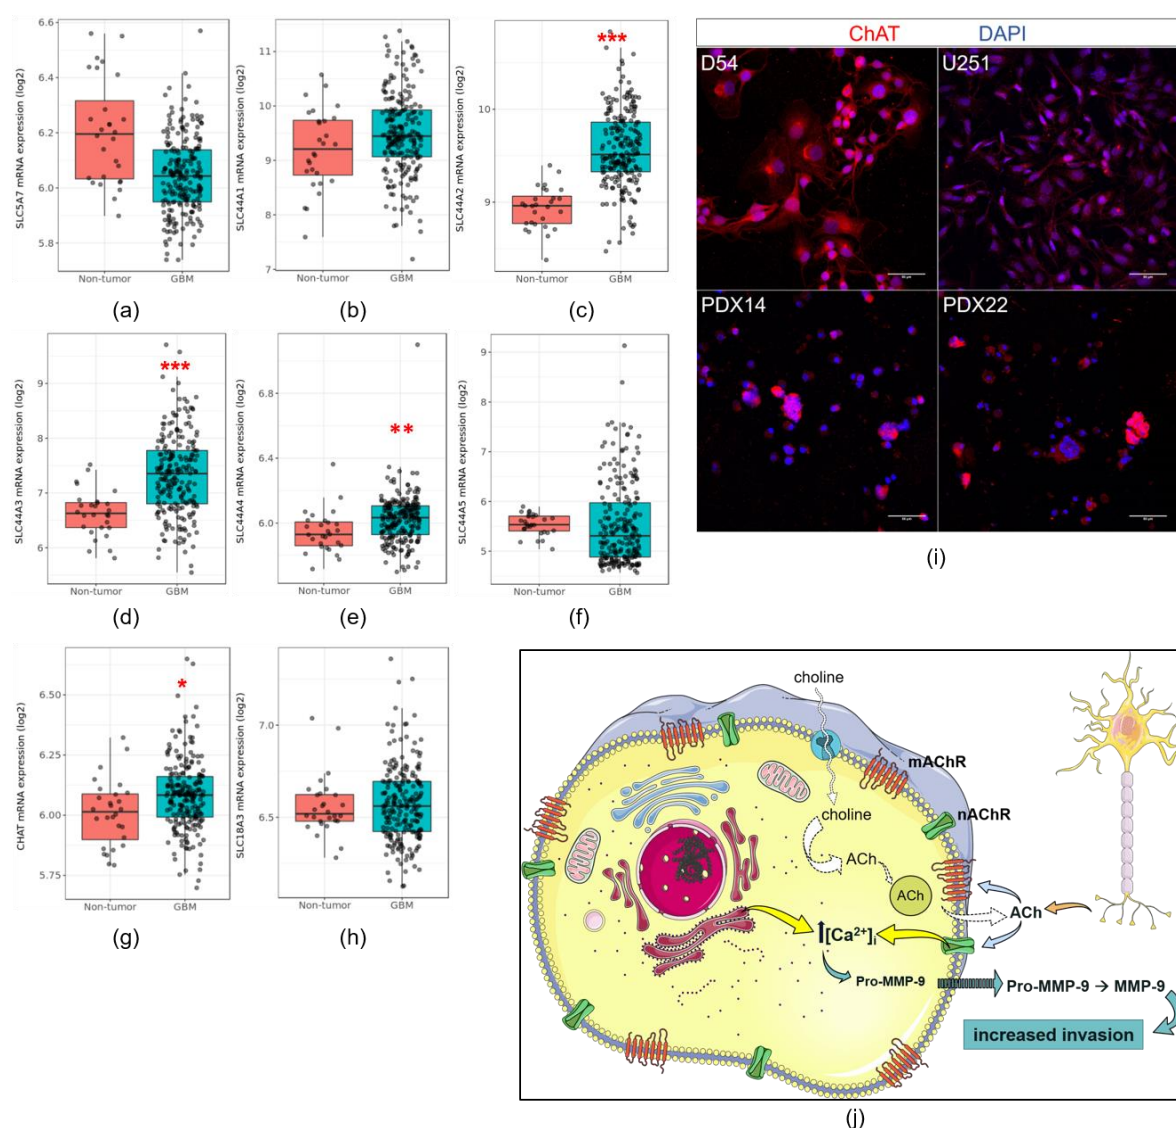 SLC5A7 mRNA expression (log2)
6.6
6.4
6.2
6.0
5.8
Non-tumor GBM
(a)
SLC44A1 mRNA expression (log2)
11
10
9
8
7
Non-tumor GBM
(b)
SLC44A2 mRNA expression (log2)
***
10
9
Non-tumor GBM
(c)
SLC44A3 mRNA expression (log2)
***
9
8
7
6
Non-tumor GBM
(d)
SLC44A4 mRNA expression (log2)
**
6.8
6.4
6.0
Non-tumor GBM
(e)
SLC44A5 mRNA expression (log2)
9
8
7
6
5
Non-tumor GBM
(f)
CHAT mRNA expression (log2)
*
6.50
6.25
6.00
5.75
Non-tumor GBM
(g)
SLC18A3 mRNA expression (log2)
7.0
6.5
Non-tumor GBM
(h)
ChAT DAPI
D54 U251
PDX14 PDX22
(i)
choline
mAChR
nAChR
choline
ACh
ACh
ACh
[Ca²⁺]ᵢ
Pro-MMP-9
Pro-MMP-9 → MMP-9
increased invasion
(j)